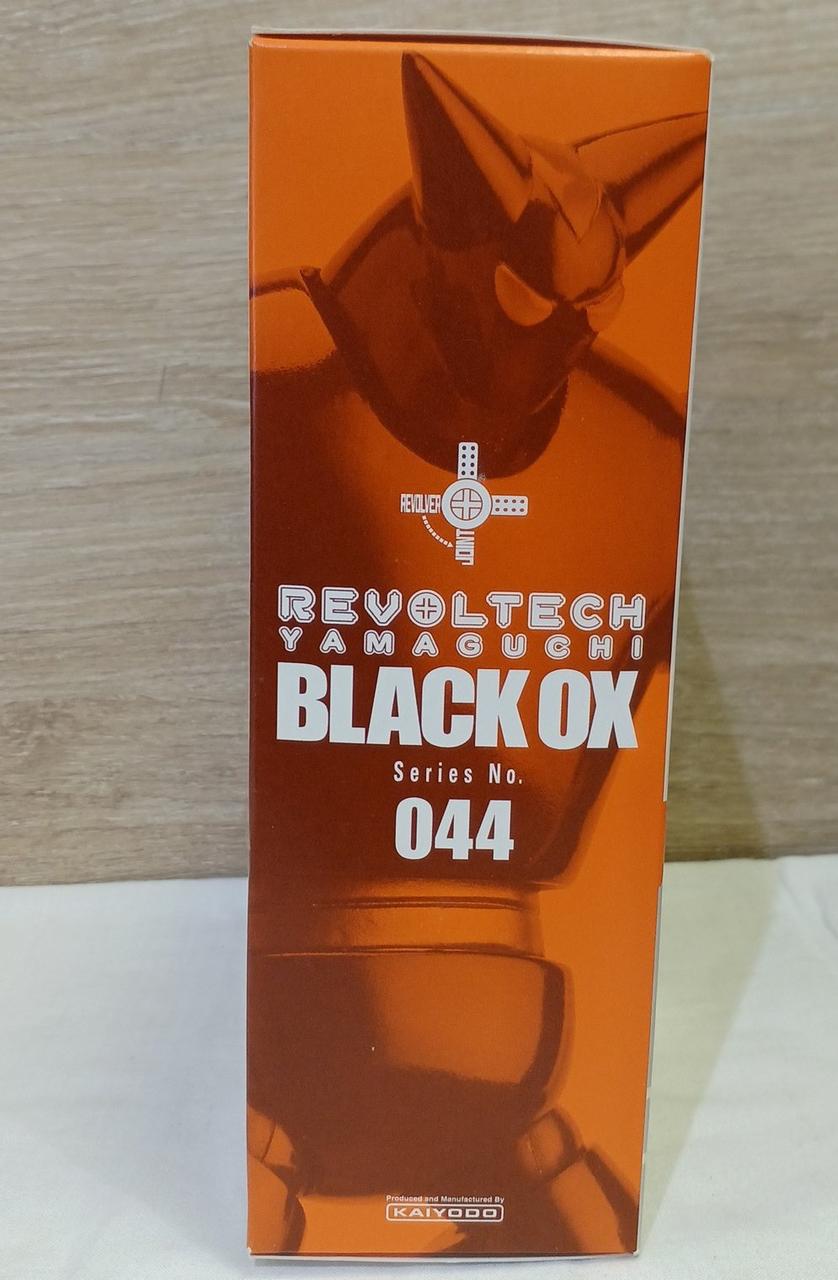 REVOLVER
JOINT
REVOLTECH
YAMAGUCHI
BLACK OX
Series No.
044
Produced and Manufactured By
KAIYODO